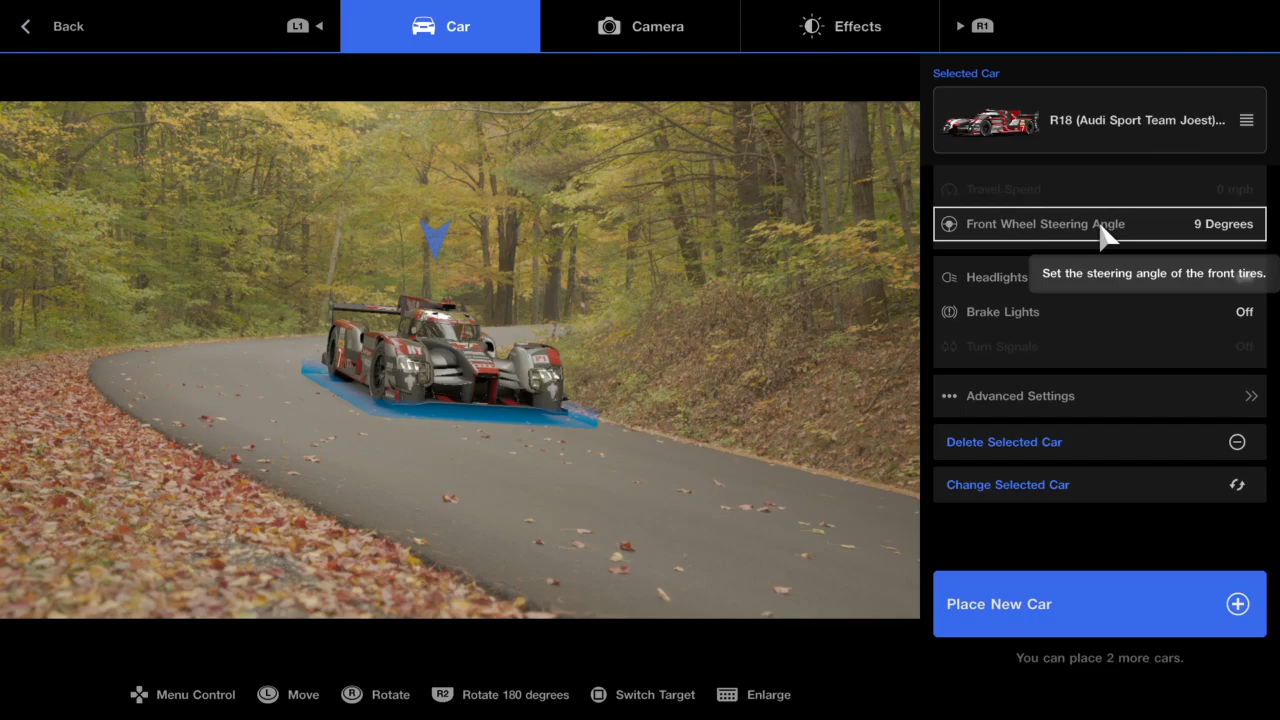 Back
L1
Car
Camera
Effects
R1
Selected Car
R18 (Audi Sport Team Joest)...
Travel Speed 0 mph
Front Wheel Steering Angle 9 Degrees
Set the steering angle of the front tires.
Headlights
Brake Lights Off
Turn Signals Off
Advanced Settings
Delete Selected Car
Change Selected Car
Place New Car
You can place 2 more cars.
Menu Control
L Move
R Rotate
R2 Rotate 180 degrees
Switch Target
Enlarge